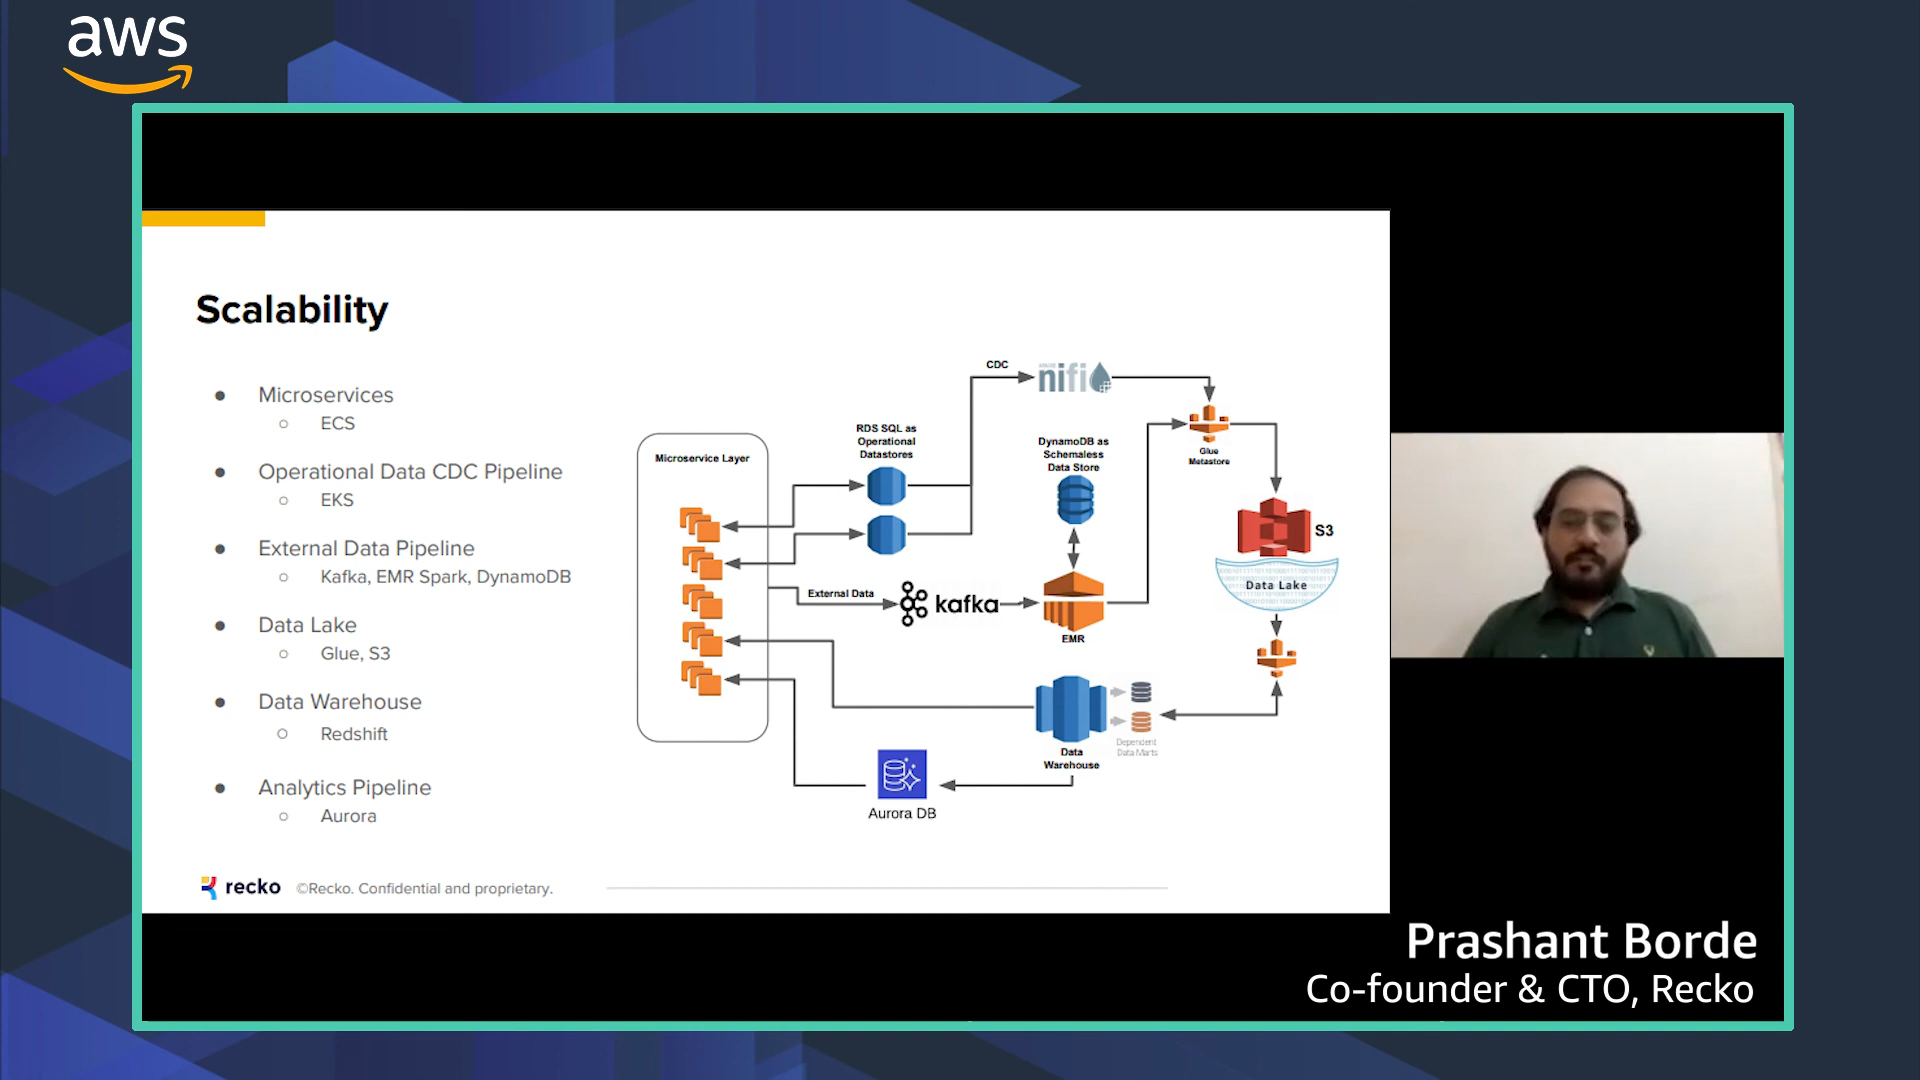 aws
Scalability
Microservices
ECS
Operational Data CDC Pipeline
EKS
External Data Pipeline
Kafka, EMR Spark, DynamoDB
Data Lake
Glue, S3
Data Warehouse
Redshift
Analytics Pipeline
Aurora
Microservice Layer
RDS SQL as
Operational
Datastores
CDC
nifi
DynamoDB as
Schemaless
Data Store
Glue
Metastore
S3
Data Lake
External Data
kafka
EMR
Data
Warehouse
Dependent
Data Marts
Aurora DB
recko
©Recko. Confidential and proprietary.
Prashant Borde
Co-founder & CTO, Recko